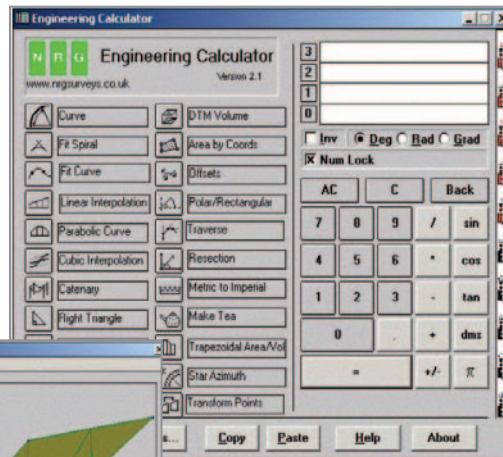 Engineering Calculator
N R G
Engineering Calculator
Version 2.1
www.nrgsurveys.co.uk
Curve
Fit Spiral
Fit Curve
Linear Interpolation
Parabolic Curve
Cubic Interpolation
Catenary
Right Triangle
DTM Volume
Area by Coords
Offsets
Polar/Rectangular
Traverse
Resection
Metric to Imperial
Make Tea
Trapezoidal Area/Vol
Star Azimuth
Transform Points
3
2
1
0
Inv Deg Rad Grad
Num Lock
AC C Back
7 8 9 / sin
4 5 6 * cos
1 2 3 - tan
0 . + dms
= +/- π
s... Copy Paste Help About